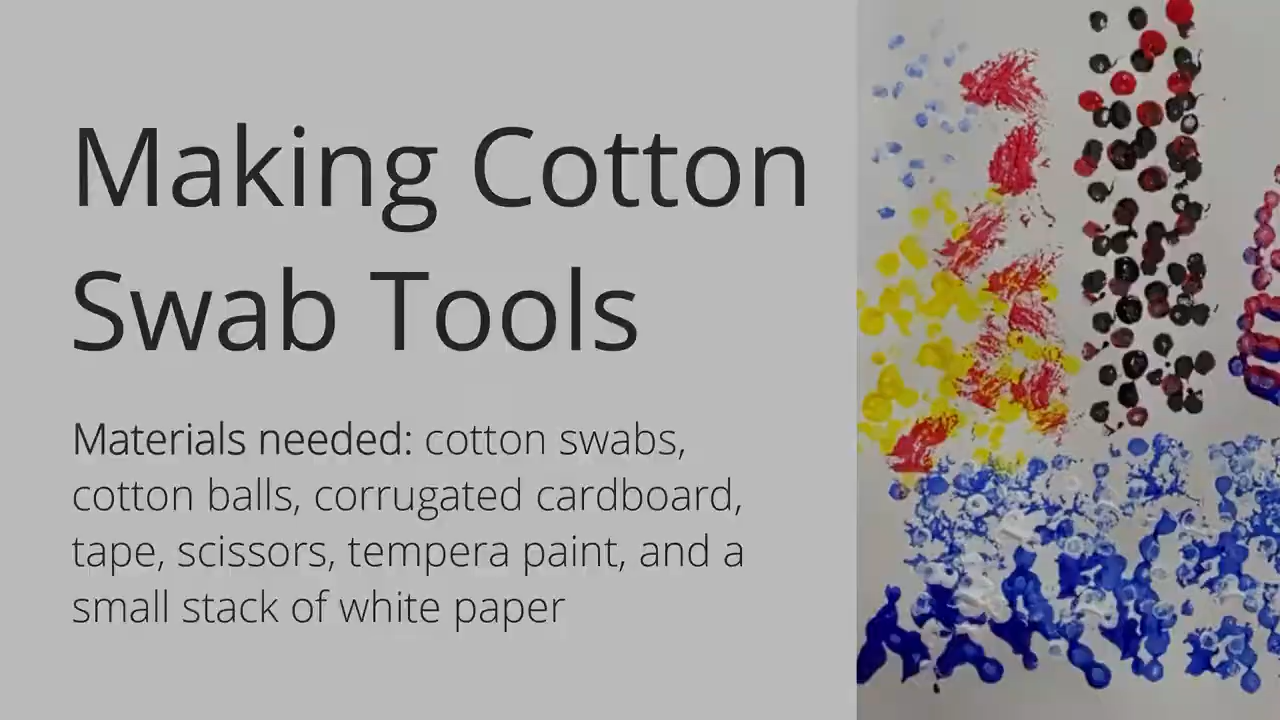 Making Cotton
Swab Tools
Materials needed: cotton swabs,
cotton balls, corrugated cardboard,
tape, scissors, tempera paint, and a
small stack of white paper